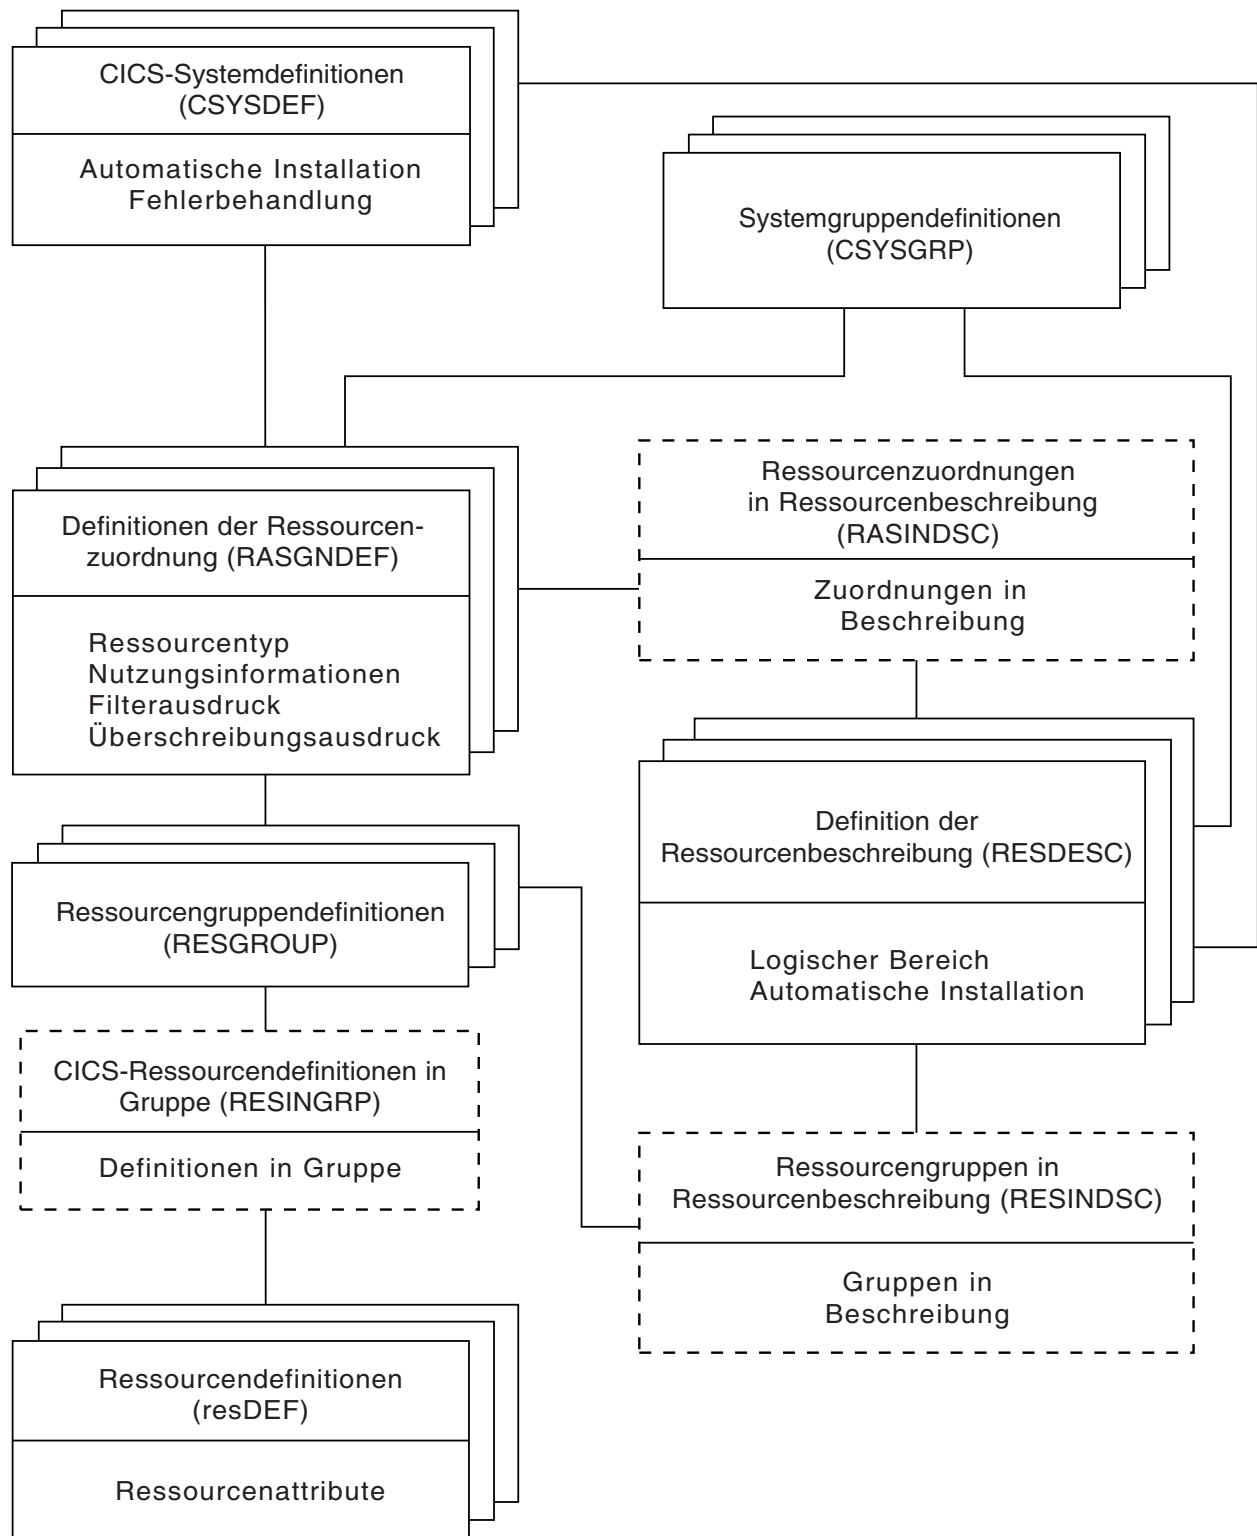 CICS-Systemdefinitionen
(CSYSDEF)
Automatische Installation
Fehlerbehandlung
Systemgruppendefinitionen
(CSYSGRP)
Ressourcenzuordnungen
in Ressourcenbeschreibung
(RASINDSC)
Zuordnungen in
Beschreibung
Definitionen der Ressourcen-
zuordnung (RASGNDEF)
Ressourcentyp
Nutzungsinformationen
Filterausdruck
Überschreibungsausdruck
Definition der
Ressourcenbeschreibung (RESDESC)
Logischer Bereich
Automatische Installation
Ressourcengruppendefinitionen
(RESGROUP)
CICS-Ressourcendefinitionen in
Gruppe (RESINGRP)
Definitionen in Gruppe
Ressourcengruppen in
Ressourcenbeschreibung (RESINDSC)
Gruppen in
Beschreibung
Ressourcendefinitionen
(resDEF)
Ressourcenattribute